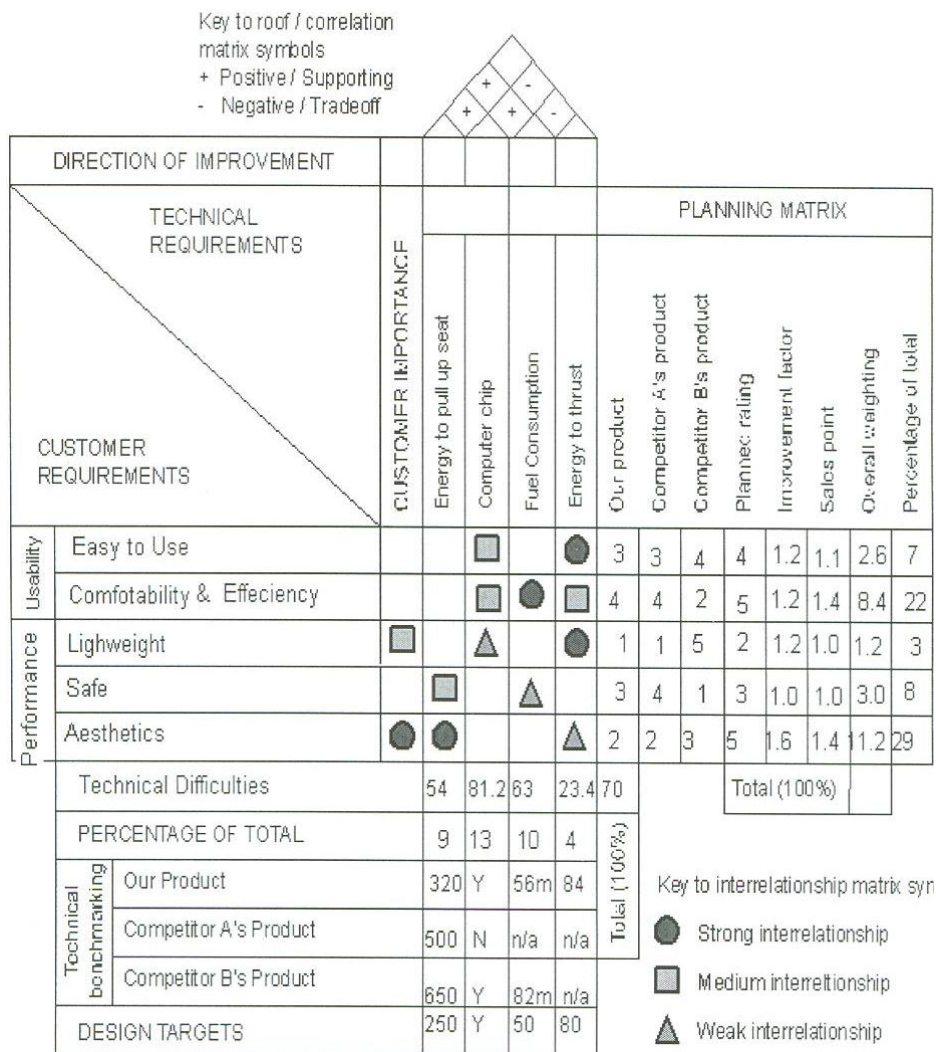 Key to roof / correlation
matrix symbols
+ Positive / Supporting
- Negative / Tradeoff
+ -
+ + -
DIRECTION OF IMPROVEMENT
TECHNICAL
REQUIREMENTS
CUSTOMER
REQUIREMENTS
CUSTOMER IMPORTANCE
PLANNING MATRIX
Energy to pull up seat
Computer chip
Fuel Consumption
Energy to thrust
Our product
Competitor A's product
Competitor B's product
Planned rating
Improvement factor
Sales point
Overall weighting
Percentage of total
Usability
Easy to Use 3 3 4 4 1.2 1.1 2.6 7
Comfotability & Effeciency 4 4 2 5 1.2 1.4 8.4 22
Performance
Lighweight 1 1 5 2 1.2 1.0 1.2 3
Safe 3 4 1 3 1.0 1.0 3.0 8
Aesthetics 2 2 3 5 1.6 1.4 11.2 29
Technical Difficulties 54 81.2 63 23.4 70 Total (100%)
PERCENTAGE OF TOTAL 9 13 10 4
Total (100%)
Technical
benchmarking
Our Product 320 Y 56m 84
Competitor A's Product 500 N n/a n/a
Competitor B's Product 650 Y 82m n/a
DESIGN TARGETS 250 Y 50 80
Key to interrelationship matrix syn
Strong interrelationship
Medium interreltionship
Weak interrelationship